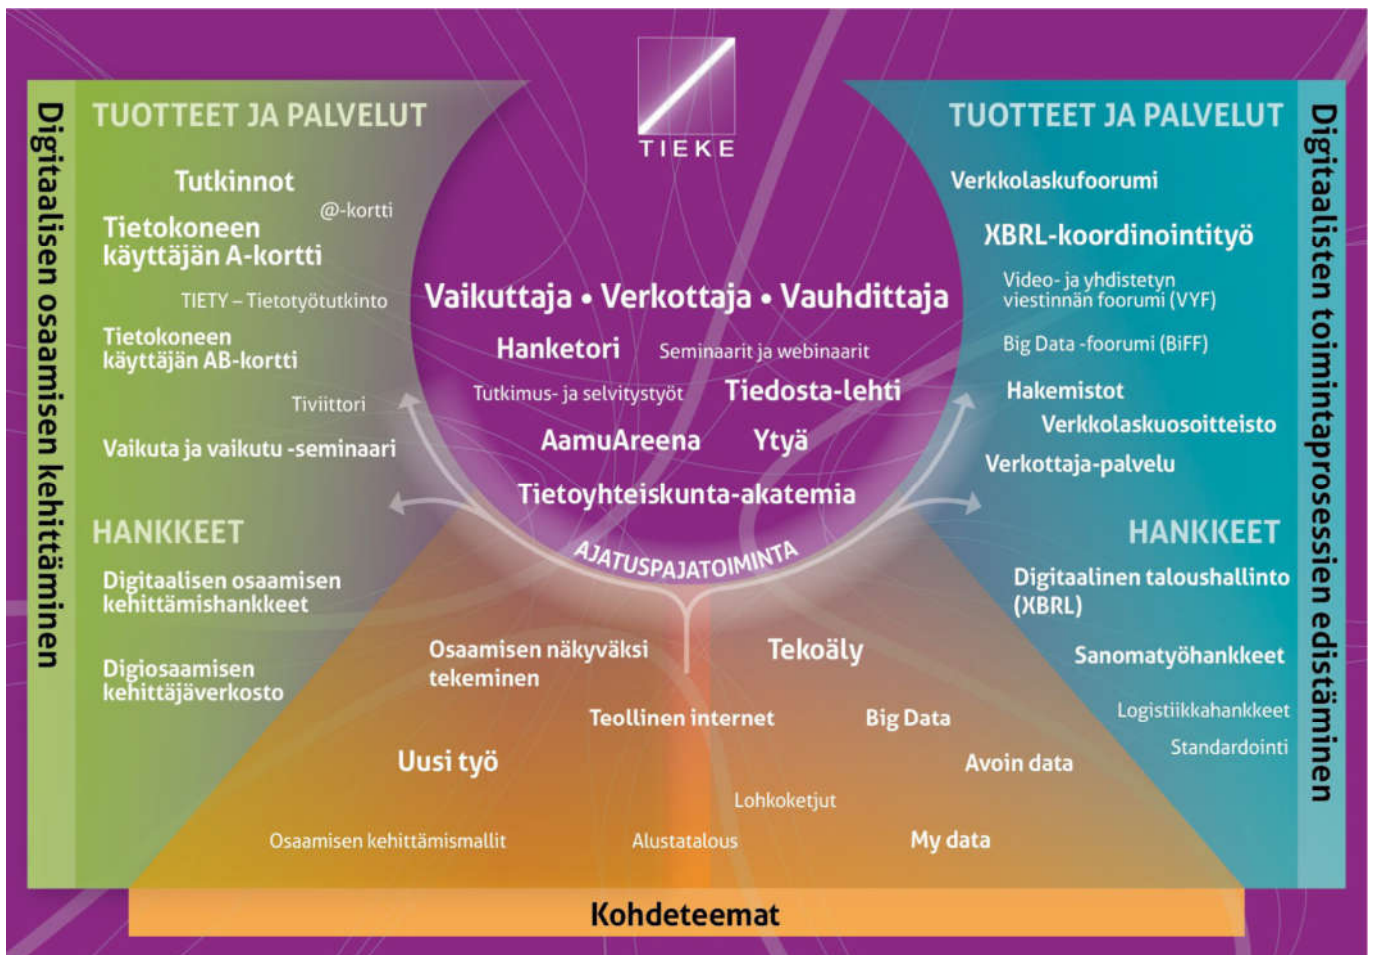 TIEKE
Digitaalisen osaamisen kehittäminen
TUOTTEET JA PALVELUT
Tutkinnot
@-kortti
Tietokoneen
käyttäjän A-kortti
TIETY – Tietotyötutkinto
Tietokoneen
käyttäjän AB-kortti
Tiviittori
Vaikuta ja vaikutu -seminaari
HANKKEET
Digitaalisen osaamisen
kehittämishankkeet
Digiosaamisen
kehittäjäverkosto
Vaikuttaja • Verkottaja • Vauhdittaja
Hanketori
Seminaarit ja webinaarit
Tutkimus- ja selvitystyöt
Tiedosta-lehti
AamuAreena
Ytyä
Tietoyhteiskunta-akatemia
AJATUSPAJATOIMINTA
TUOTTEET JA PALVELUT
Verkkolaskufoorumi
XBRL-koordinointityö
Video- ja yhdistetyn
viestinnän foorumi (VYF)
Big Data -foorumi (BiFF)
Hakemistot
Verkkolaskuosoitteisto
Verkottaja-palvelu
HANKKEET
Digitaalinen taloushallinto
(XBRL)
Sanomatyöhankkeet
Logistiikkahankkeet
Standardointi
Digitaalisten toimintaprosessien edistäminen
Osaamisen näkyväksi
tekeminen
Tekoäly
Teollinen internet
Big Data
Uusi työ
Avoin data
Lohkoketjut
Osaamisen kehittämismallit
Alustatalous
My data
Kohdeteemat